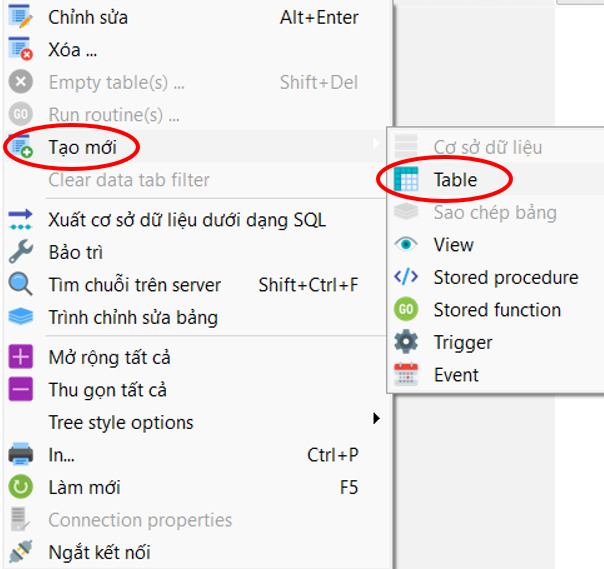 Chỉnh sửa Alt+Enter
Xóa ...
Empty table(s) ... Shift+Del
GO Run routine(s) ...
Tạo mới
Clear data tab filter
Xuất cơ sở dữ liệu dưới dạng SQL
Bảo trì
Tìm chuỗi trên server Shift+Ctrl+F
Trình chỉnh sửa bảng
Mở rộng tất cả
Thu gọn tất cả
Tree style options
In... Ctrl+P
Làm mới F5
Connection properties
Ngắt kết nối
Cơ sở dữ liệu
Table
Sao chép bảng
View
Stored procedure
GO Stored function
Trigger
Event